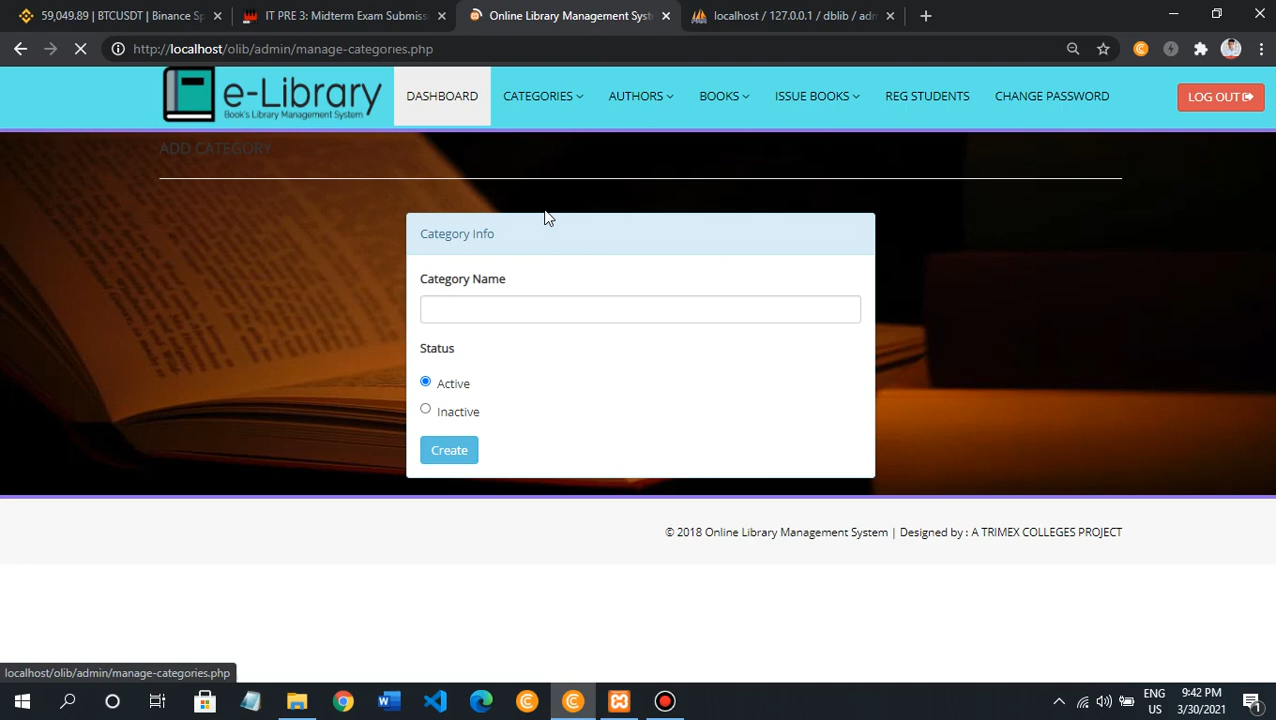 59,049.89 | BTCUSDT | Binance Sp
IT PRE 3: Midterm Exam Submiss
Online Library Management Syst
localhost / 127.0.0.1 / dblib / adm
http://localhost/olib/admin/manage-categories.php
e-Library
Book's Library Management System
DASHBOARD
CATEGORIES
AUTHORS
BOOKS
ISSUE BOOKS
REG STUDENTS
CHANGE PASSWORD
LOG OUT
ADD CATEGORY
Category Info
Category Name
Status
Active
Inactive
Create
© 2018 Online Library Management System | Designed by : A TRIMEX COLLEGES PROJECT
localhost/olib/admin/manage-categories.php
ENG
US
9:42 PM
3/30/2021
1